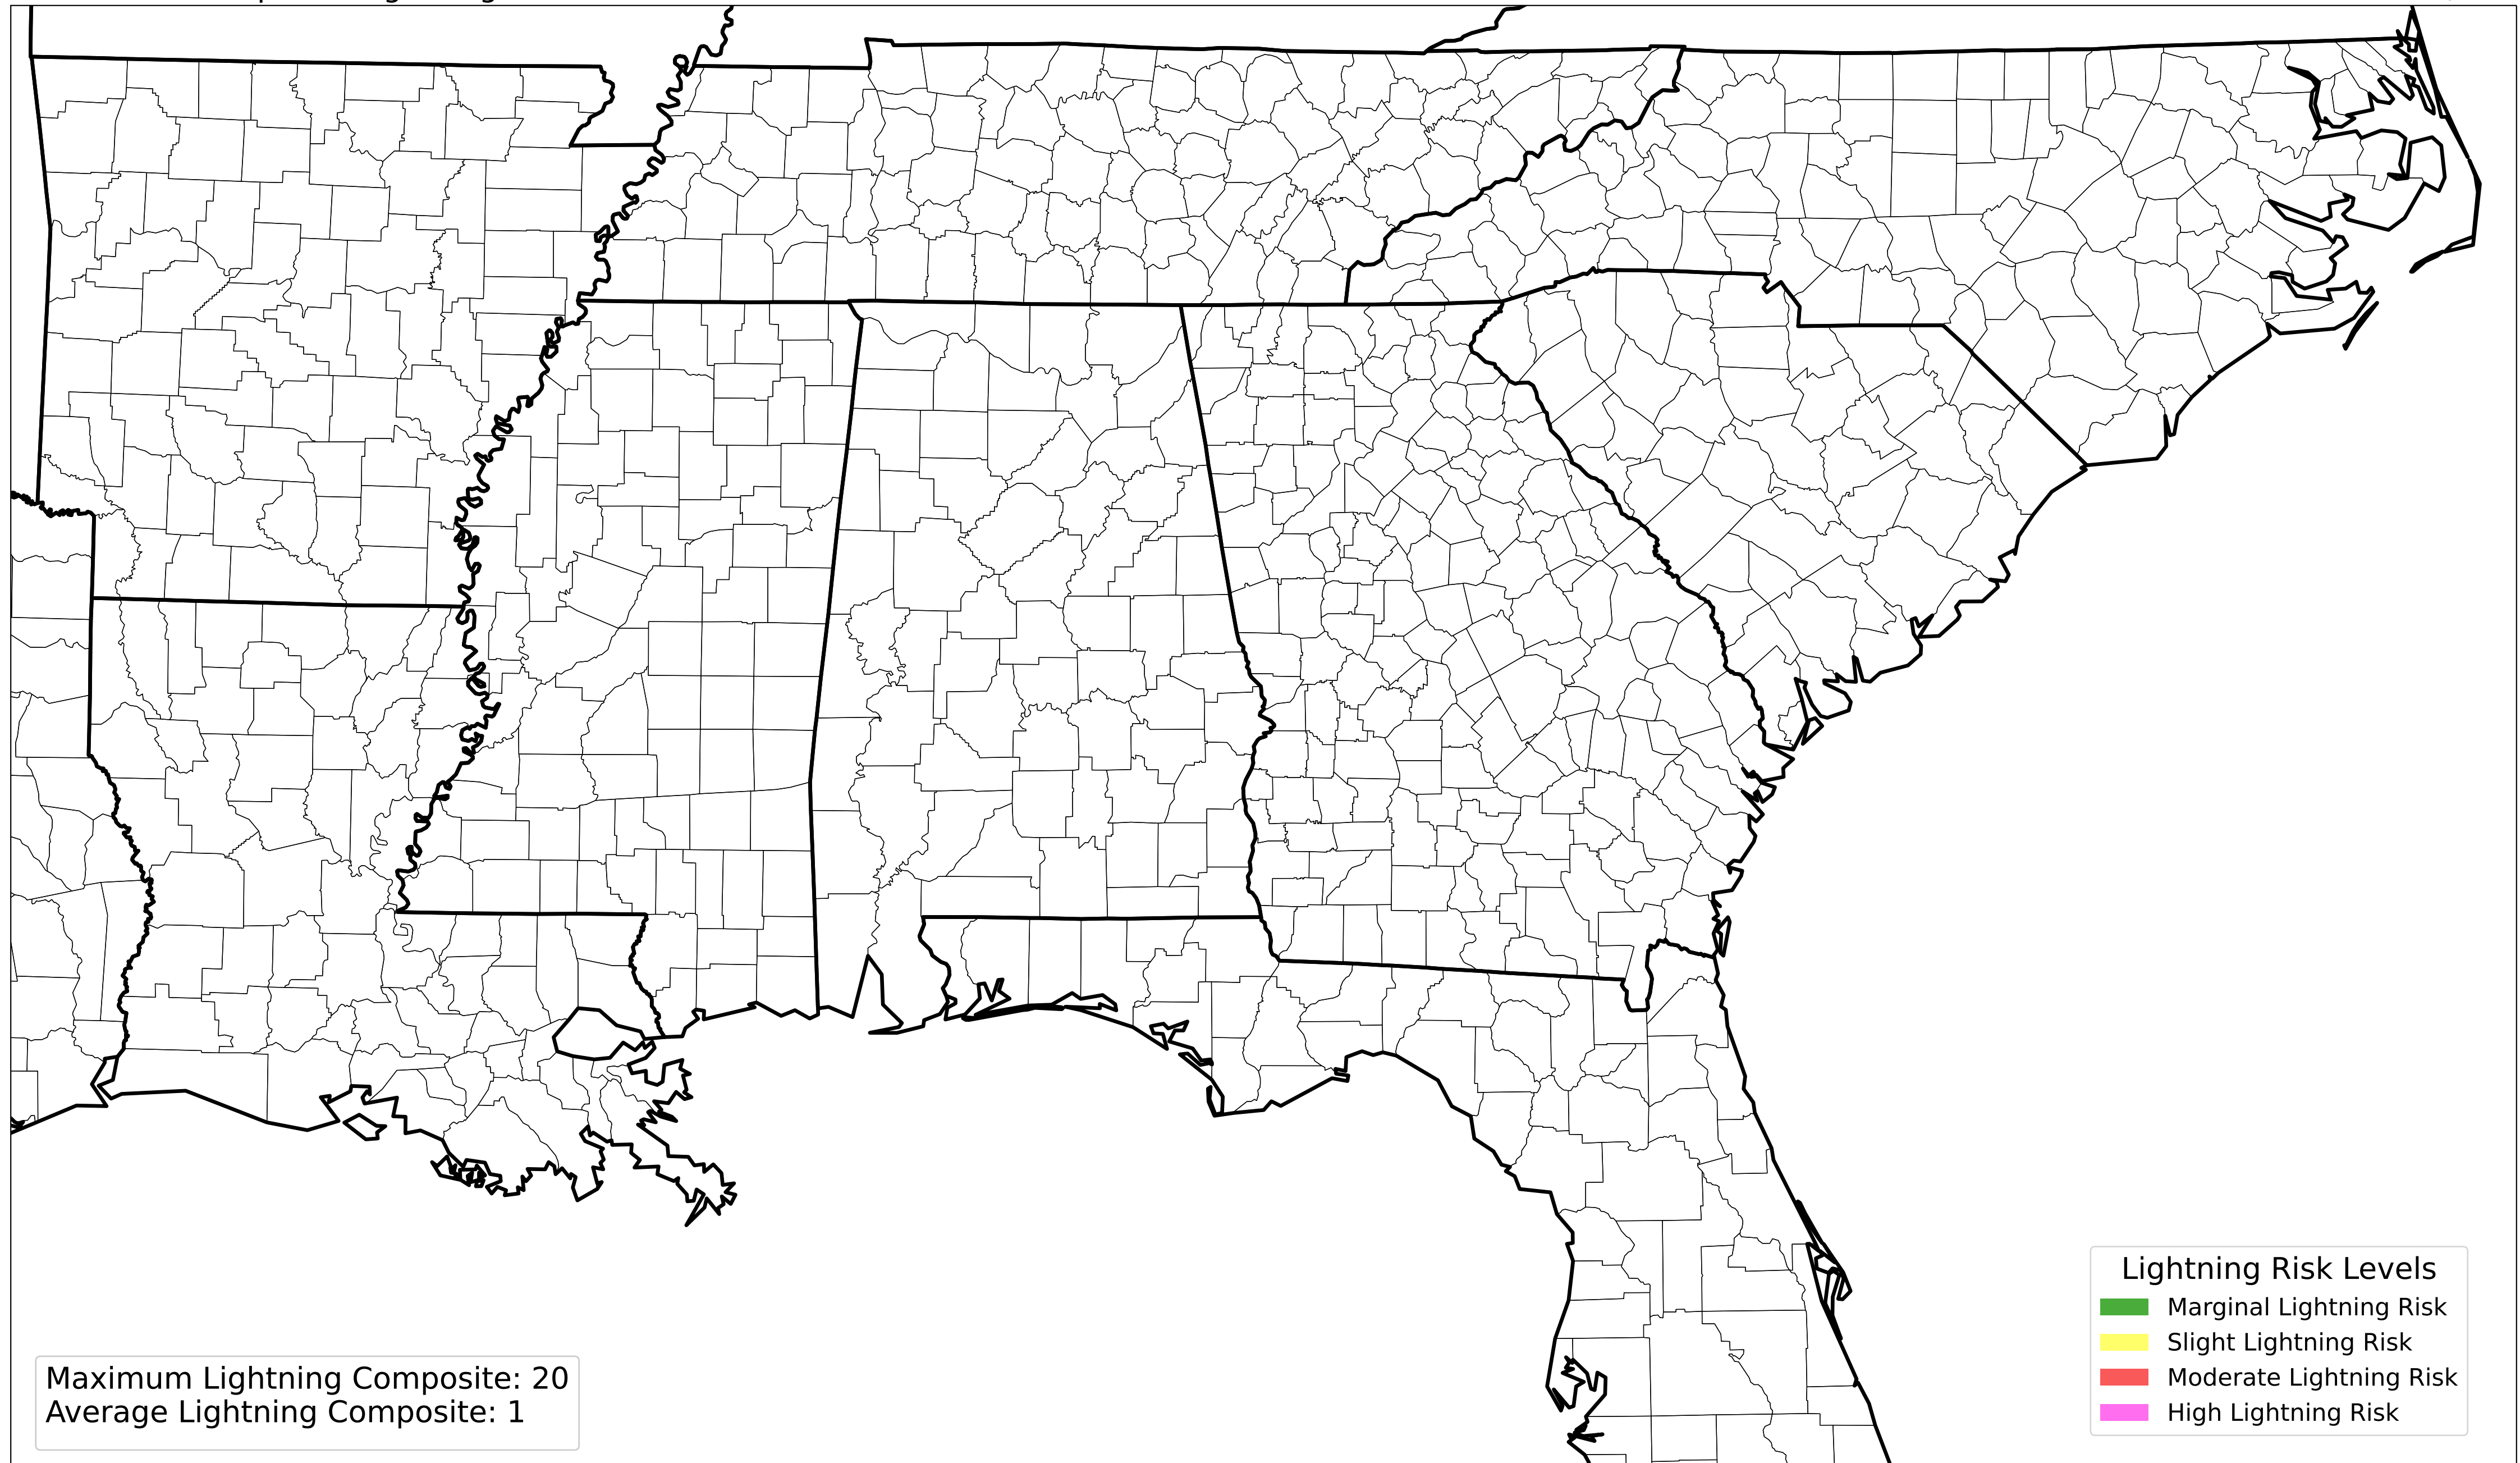 Lightning Risk Levels
Marginal Lightning Risk
Slight Lightning Risk
Moderate Lightning Risk
High Lightning Risk
Maximum Lightning Composite: 20
Average Lightning Composite: 1